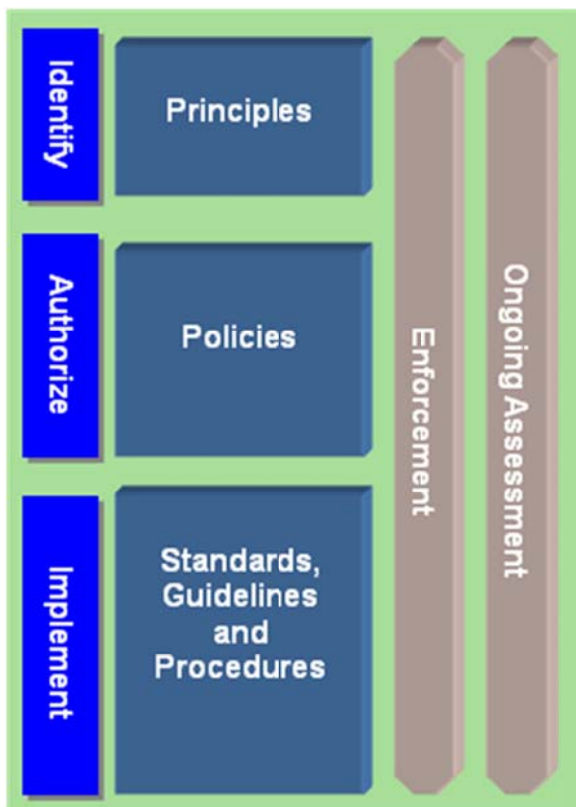 Identify
Principles
Authorize
Policies
Implement
Standards,
Guidelines
and
Procedures
Enforcement
Ongoing Assessment